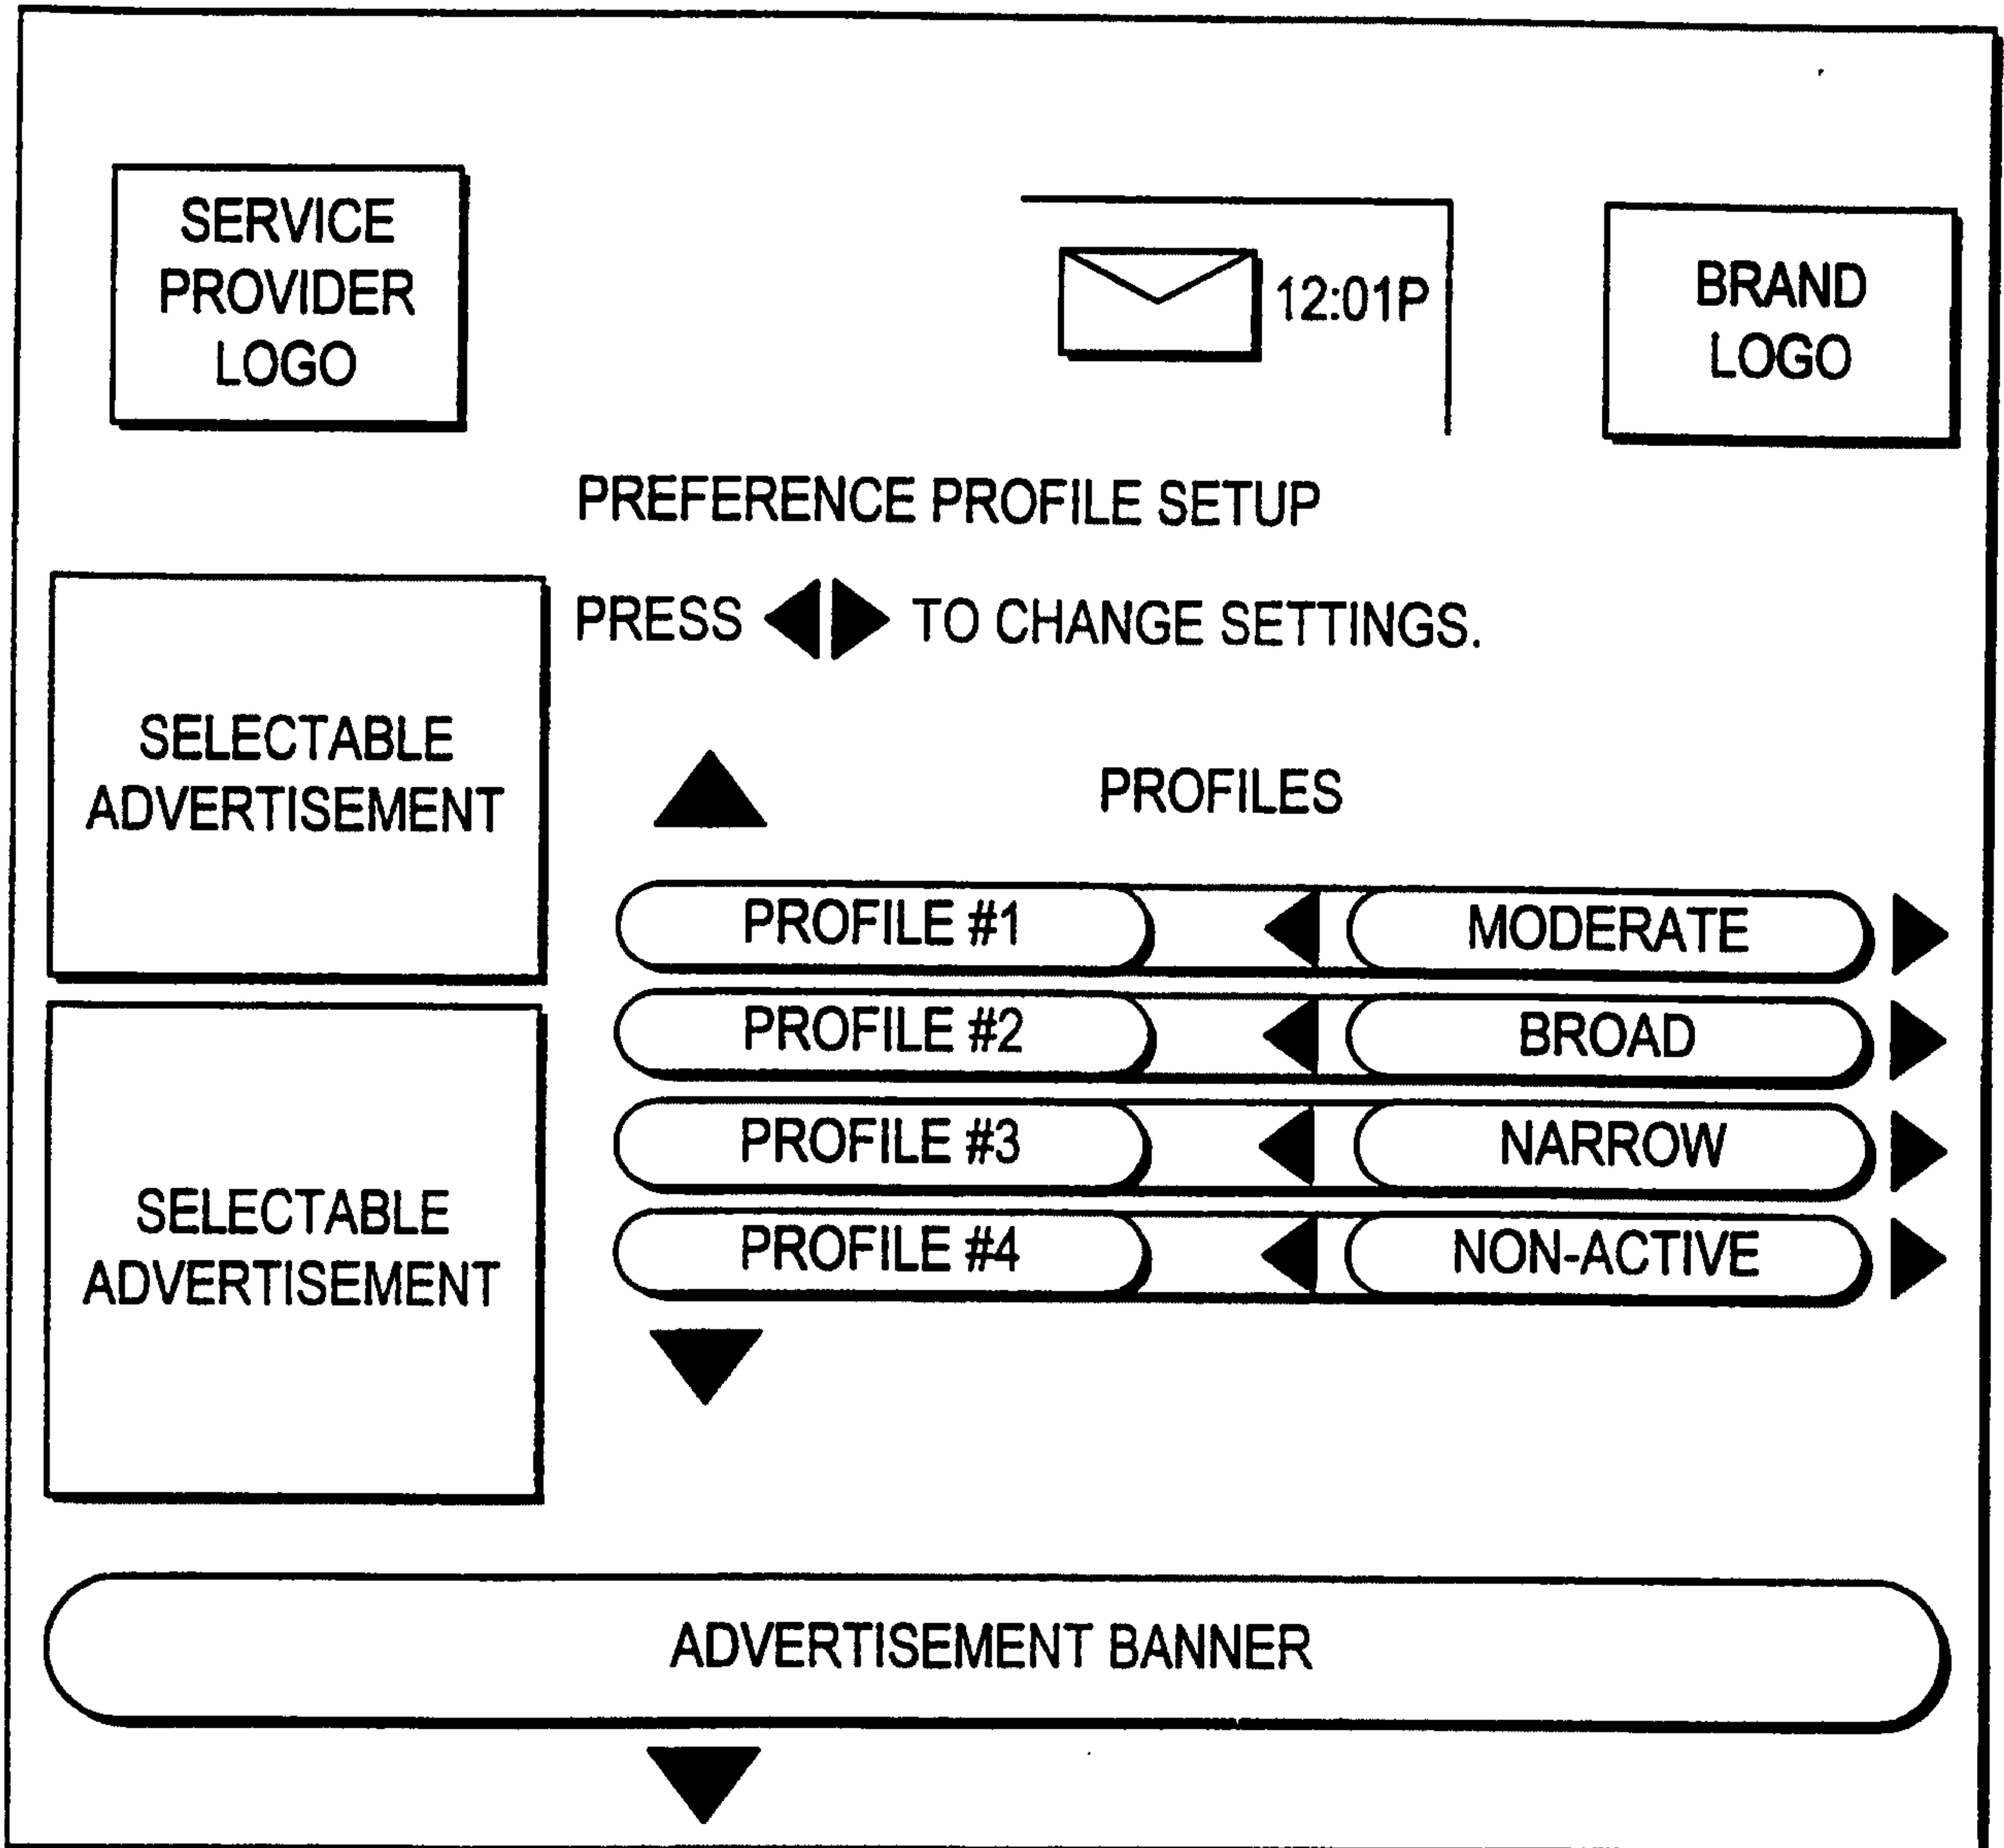 SERVICE
PROVIDER
LOGO
12:01P
BRAND
LOGO
PREFERENCE PROFILE SETUP
PRESS ◀▶ TO CHANGE SETTINGS.
SELECTABLE
ADVERTISEMENT
PROFILES
PROFILE #1 MODERATE
PROFILE #2 BROAD
PROFILE #3 NARROW
PROFILE #4 NON-ACTIVE
SELECTABLE
ADVERTISEMENT
ADVERTISEMENT BANNER